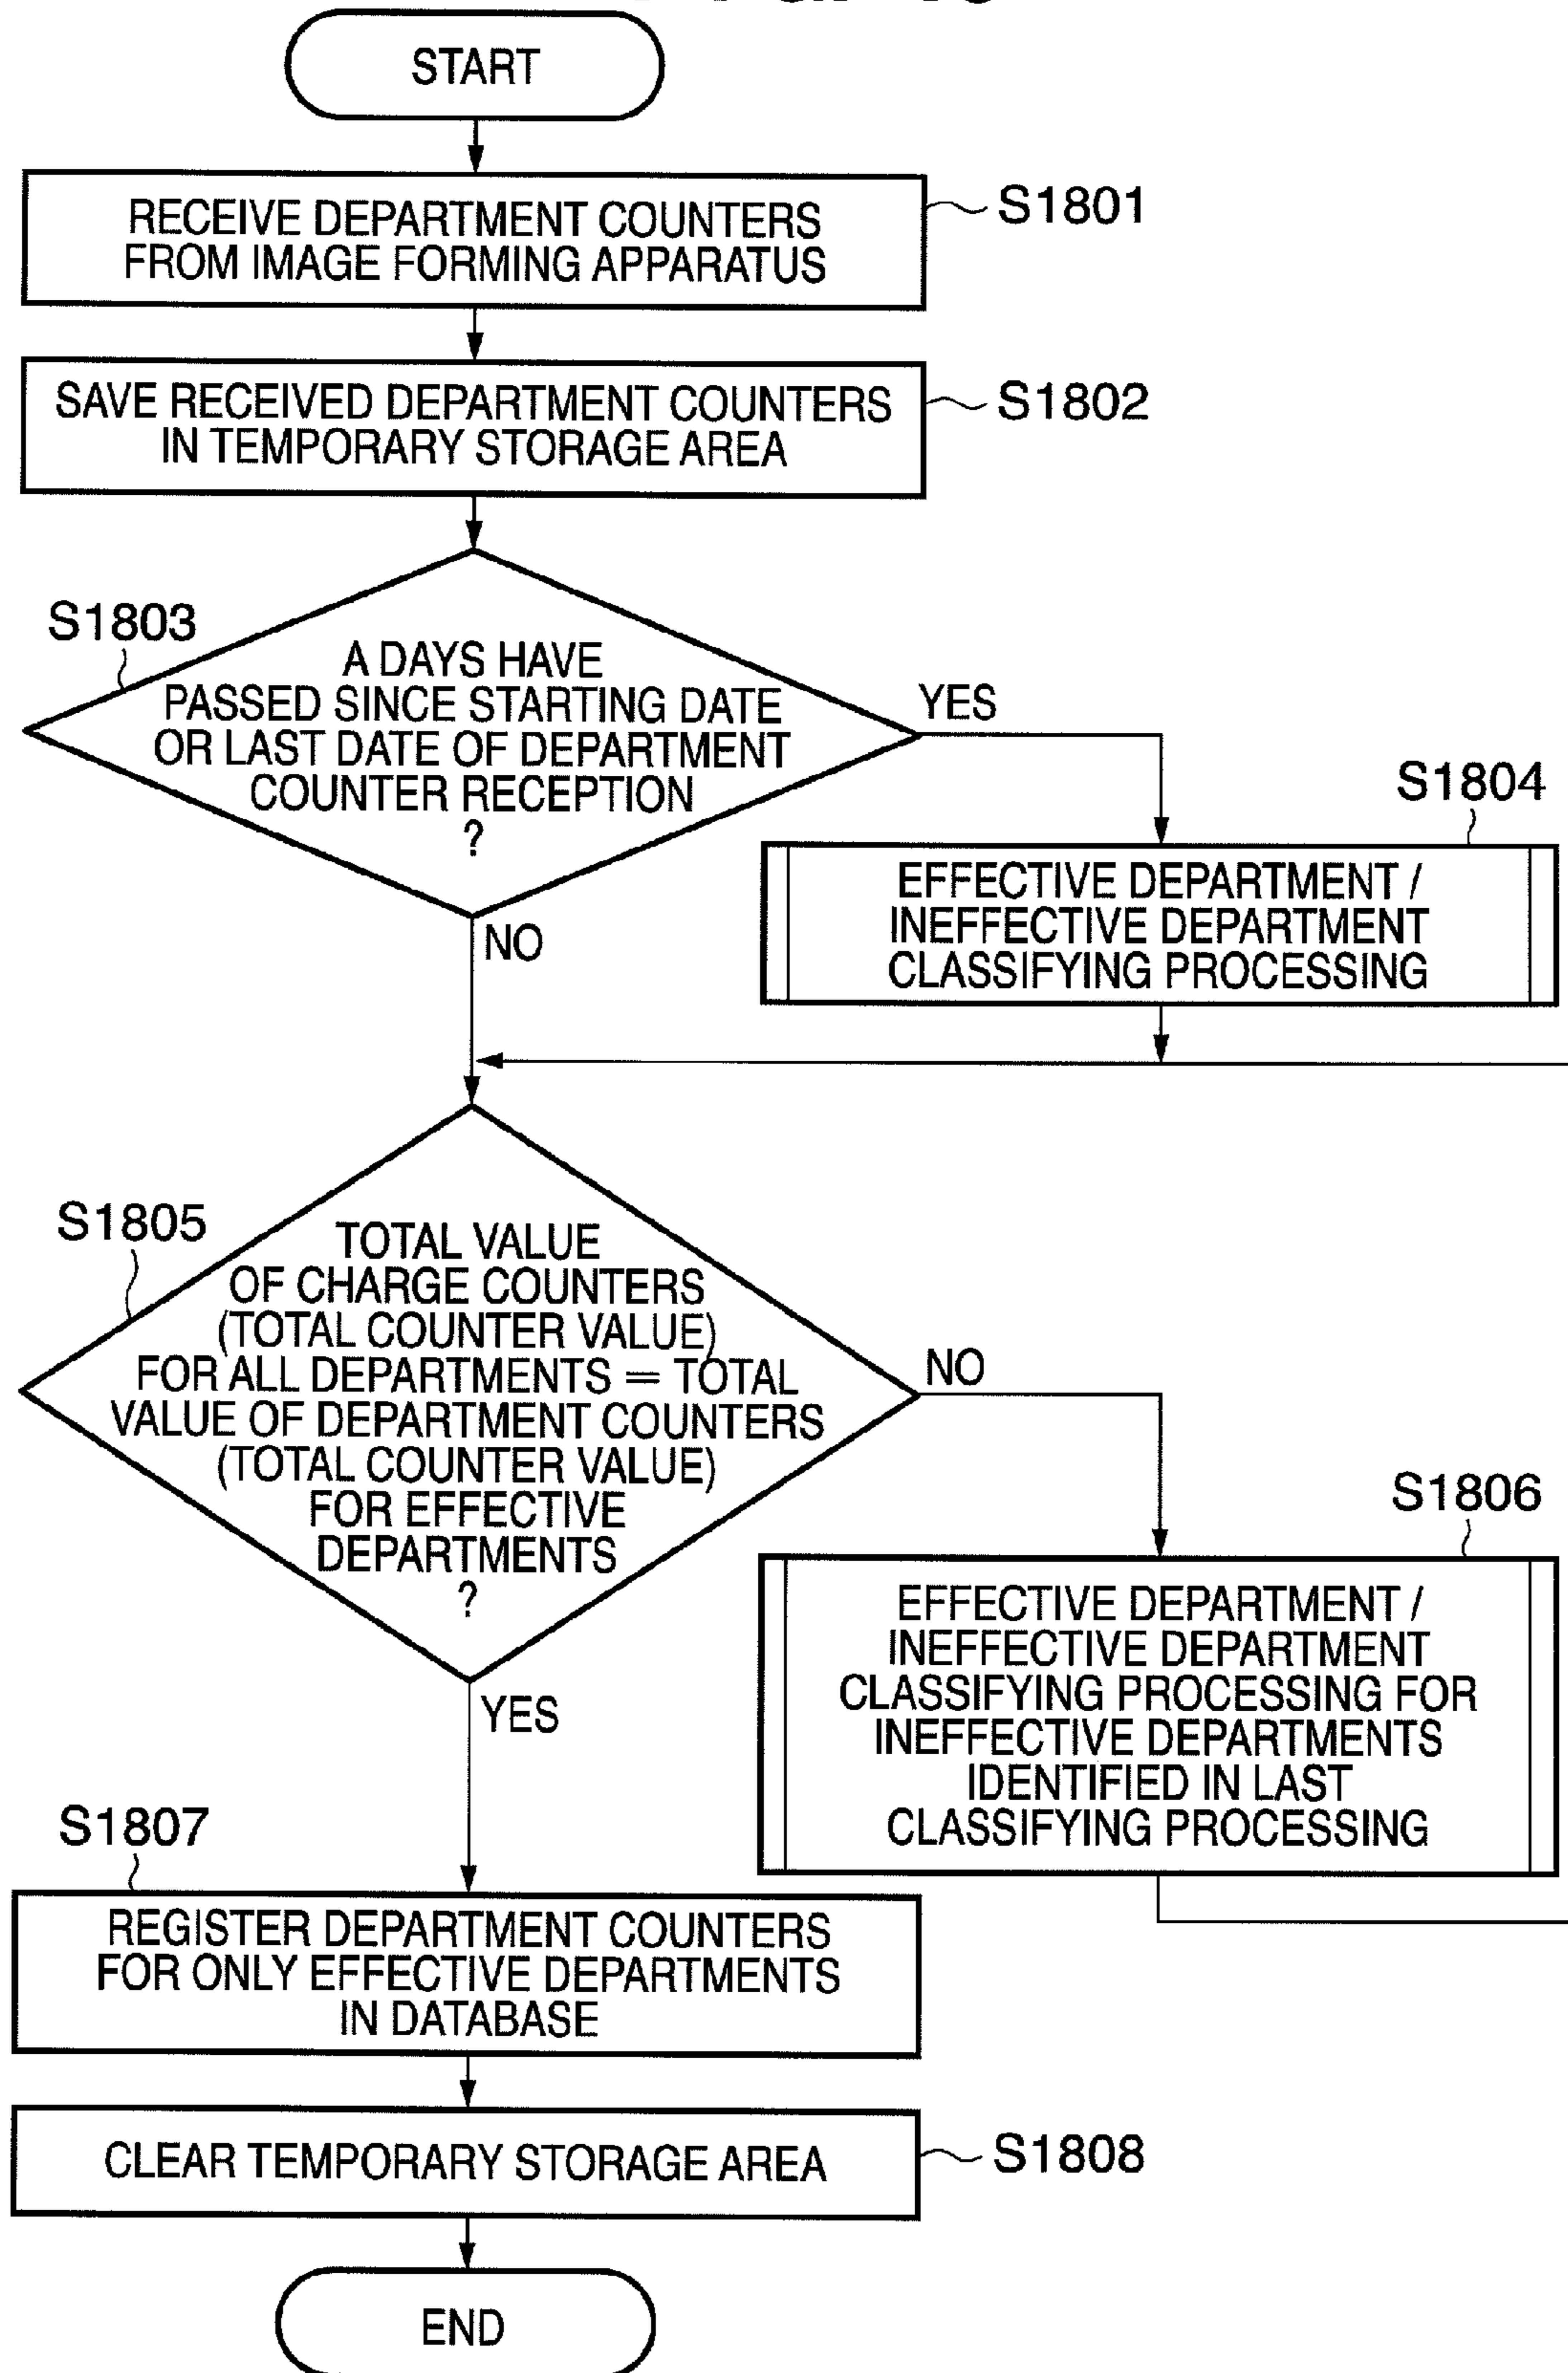 START
RECEIVE DEPARTMENT COUNTERS
FROM IMAGE FORMING APPARATUS
S1801
SAVE RECEIVED DEPARTMENT COUNTERS
IN TEMPORARY STORAGE AREA
S1802
S1803
A DAYS HAVE
PASSED SINCE STARTING DATE
OR LAST DATE OF DEPARTMENT
COUNTER RECEPTION
?
YES
NO
S1804
EFFECTIVE DEPARTMENT /
INEFFECTIVE DEPARTMENT
CLASSIFYING PROCESSING
S1805
TOTAL VALUE
OF CHARGE COUNTERS
(TOTAL COUNTER VALUE)
FOR ALL DEPARTMENTS = TOTAL
VALUE OF DEPARTMENT COUNTERS
(TOTAL COUNTER VALUE)
FOR EFFECTIVE
DEPARTMENTS
?
NO
YES
S1806
EFFECTIVE DEPARTMENT /
INEFFECTIVE DEPARTMENT
CLASSIFYING PROCESSING FOR
INEFFECTIVE DEPARTMENTS
IDENTIFIED IN LAST
CLASSIFYING PROCESSING
S1807
REGISTER DEPARTMENT COUNTERS
FOR ONLY EFFECTIVE DEPARTMENTS
IN DATABASE
CLEAR TEMPORARY STORAGE AREA
S1808
END